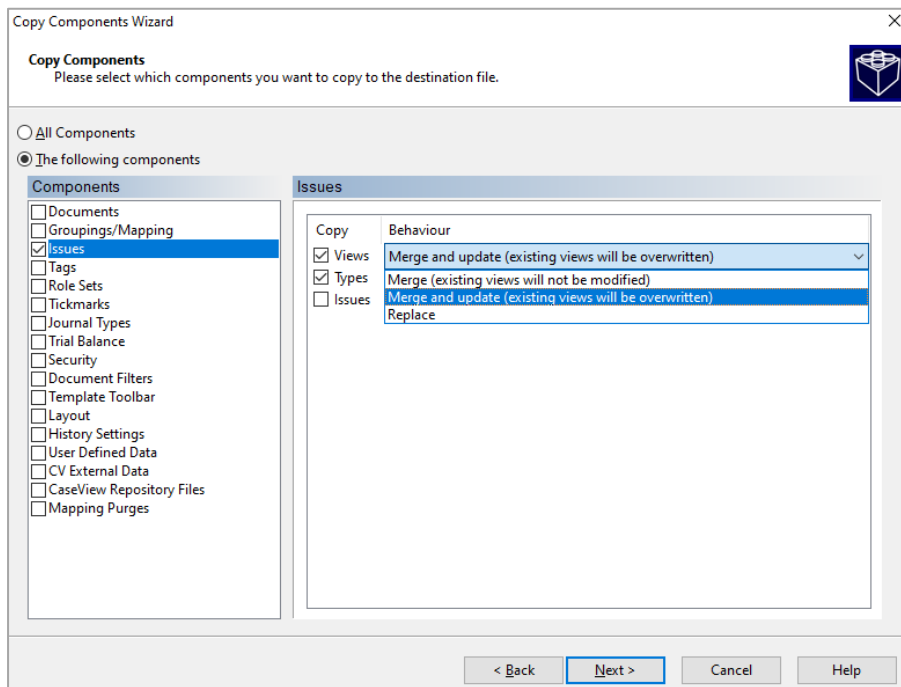 Copy Components Wizard
Copy Components
Please select which components you want to copy to the destination file.
All Components
The following components
Components
Documents
Groupings/Mapping
Issues
Tags
Role Sets
Tickmarks
Journal Types
Trial Balance
Security
Document Filters
Template Toolbar
Layout
History Settings
User Defined Data
CV External Data
CaseView Repository Files
Mapping Purges
Issues
Copy Behaviour
Views Merge and update (existing views will be overwritten)
Types Merge (existing views will not be modified)
Merge and update (existing views will be overwritten)
Issues
Replace
< Back Next > Cancel Help